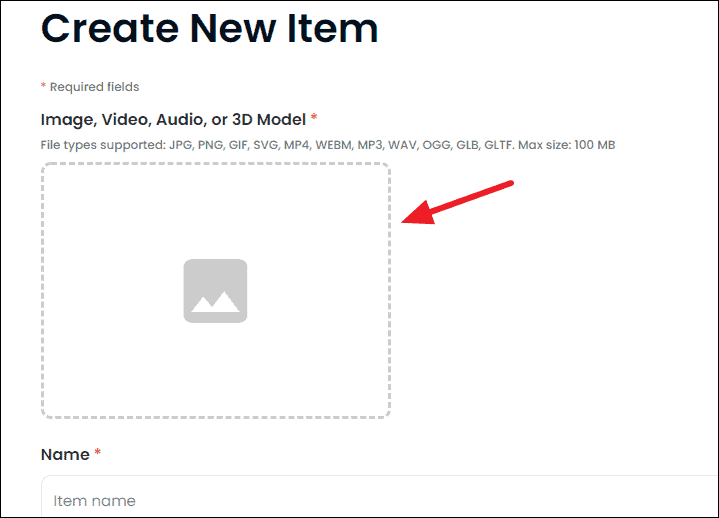 Create New Item
* Required fields
Image, Video, Audio, or 3D Model *
File types supported: JPG, PNG, GIF, SVG, MP4, WEBM, MP3, WAV, OGG, GLB, GLTF. Max size: 100 MB
Name *
Item name